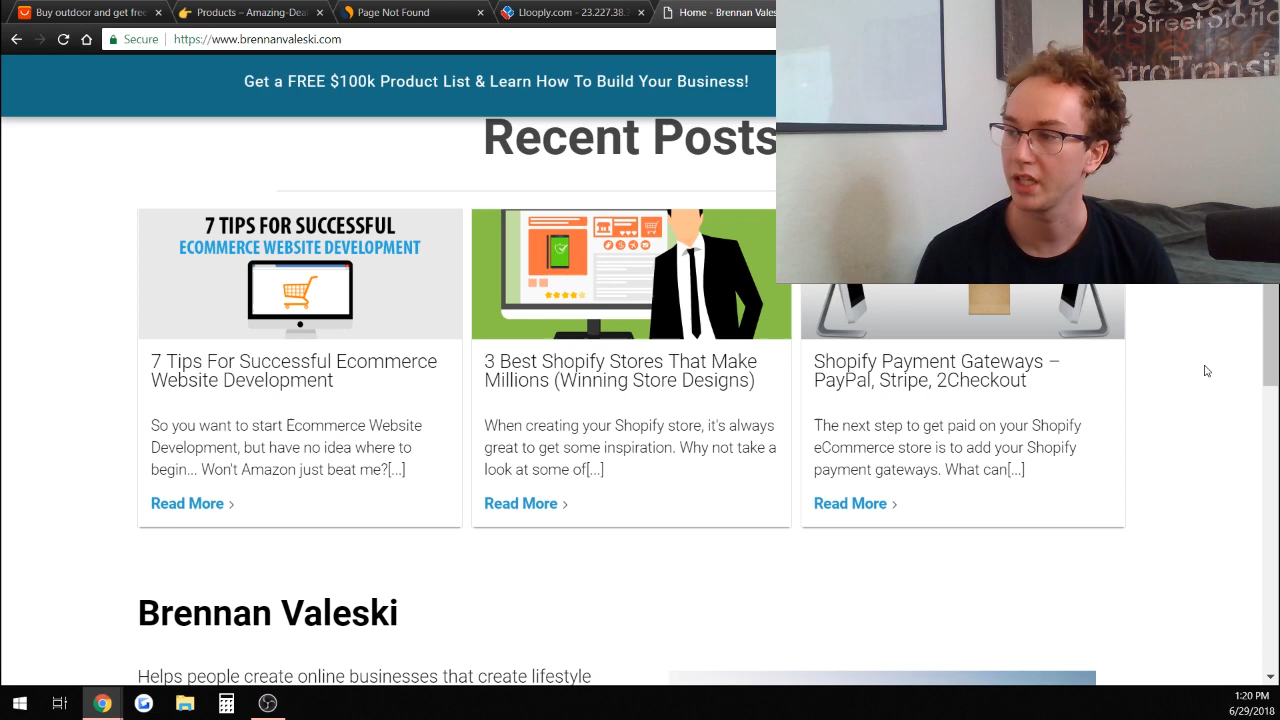 Buy outdoor and get fre
Products – Amazing-Dea
Page Not Found
Llooply.com - 23.227.38.
Home - Brennan Vales
Secure
https://www.brennanvaleski.com
Get a FREE $100k Product List & Learn How To Build Your Business!
42 Street Statio
etroTransit
Recent Posts
7 TIPS FOR SUCCESSFUL
ECOMMERCE WEBSITE DEVELOPMENT
7 Tips For Successful Ecommerce
Website Development
So you want to start Ecommerce Website
Development, but have no idea where to
begin... Won't Amazon just beat me?[...]
Read More >
3 Best Shopify Stores That Make
Millions (Winning Store Designs)
When creating your Shopify store, it's always
great to get some inspiration. Why not take a
look at some of[...]
Read More >
Shopify Payment Gateways –
PayPal, Stripe, 2Checkout
The next step to get paid on your Shopify
eCommerce store is to add your Shopify
payment gateways. What can[...]
Read More >
Brennan Valeski
Helps people create online businesses that create lifestyle
1:20 PM
6/29/2018